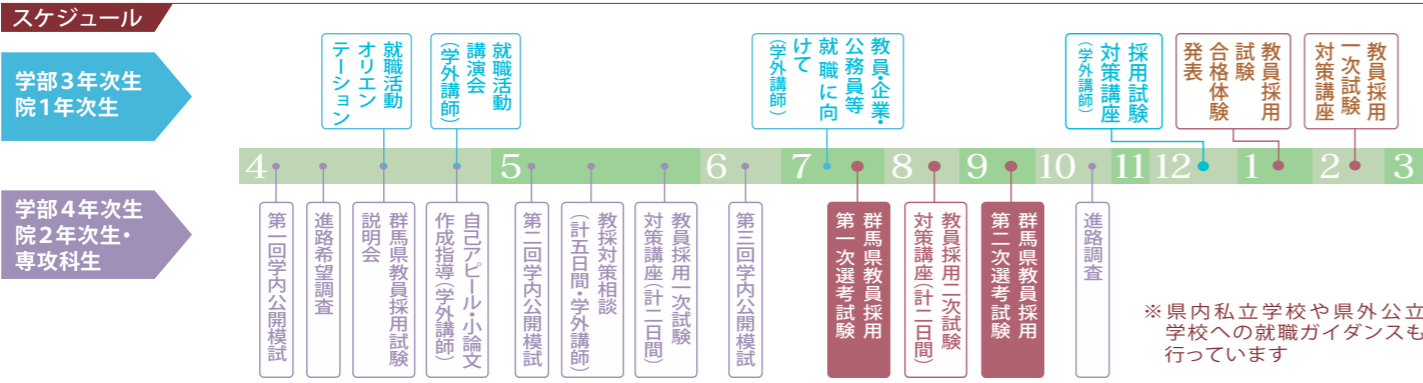 スケジュール
学部3年次生
院1年次生
就職活動
オリエン
テーション
就職活動
講演会
(学外講師)
教員・企業・
公務員等
就職に向
けて
(学外講師)
採用試験
対策講座
(学外講師)
教員採用
試験
合格体験
発表
教員採用
一次試験
対策講座
4
5
6
7
8
9
10
11
12
1
2
3
学部4年次生
院2年次生・
専攻科生
第一回学内公開模試
進路希望調査
群馬県教員採用試験
説明会
自己アピール・小論文
作成指導(学外講師)
第二回学内公開模試
教採対策相談
(計五日間・学外講師)
教員採用一次試験
対策講座(計二日間)
第三回学内公開模試
群馬県教員採用
第一次選考試験
教員採用二次試験
対策講座(計二日間)
群馬県教員採用
第二次選考試験
進路調査
※県内私立学校や県外公立
学校への就職ガイダンスも
行っています